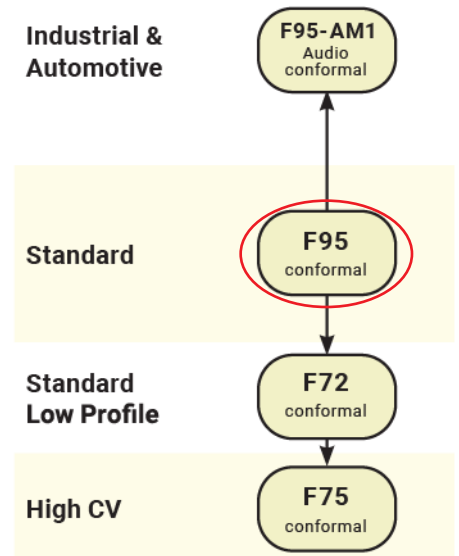 Industrial &
Automotive
F95-AM1
Audio
conformal
Standard
F95
conformal
Standard
Low Profile
F72
conformal
High CV
F75
conformal